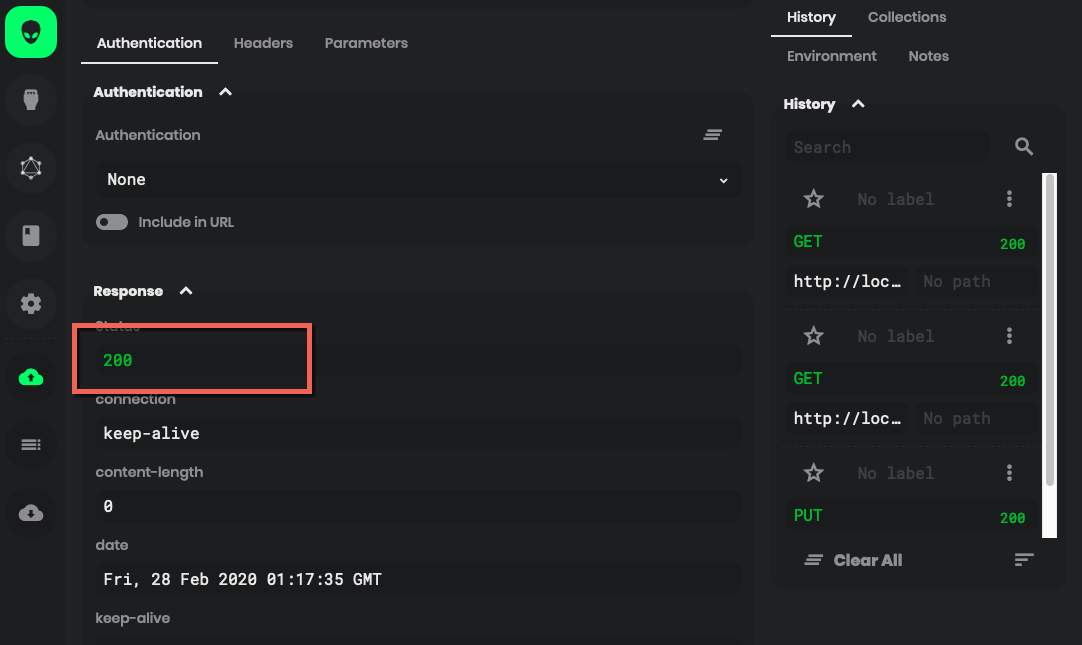 Authentication Headers Parameters
Authentication
Authentication
None
Include in URL
Response
Status
200
connection
keep-alive
content-length
0
date
Fri, 28 Feb 2020 01:17:35 GMT
keep-alive
History Collections
Environment Notes
History
Search
No label
GET 200
http://loc… No path
No label
GET 200
http://loc… No path
No label
PUT 200
Clear All